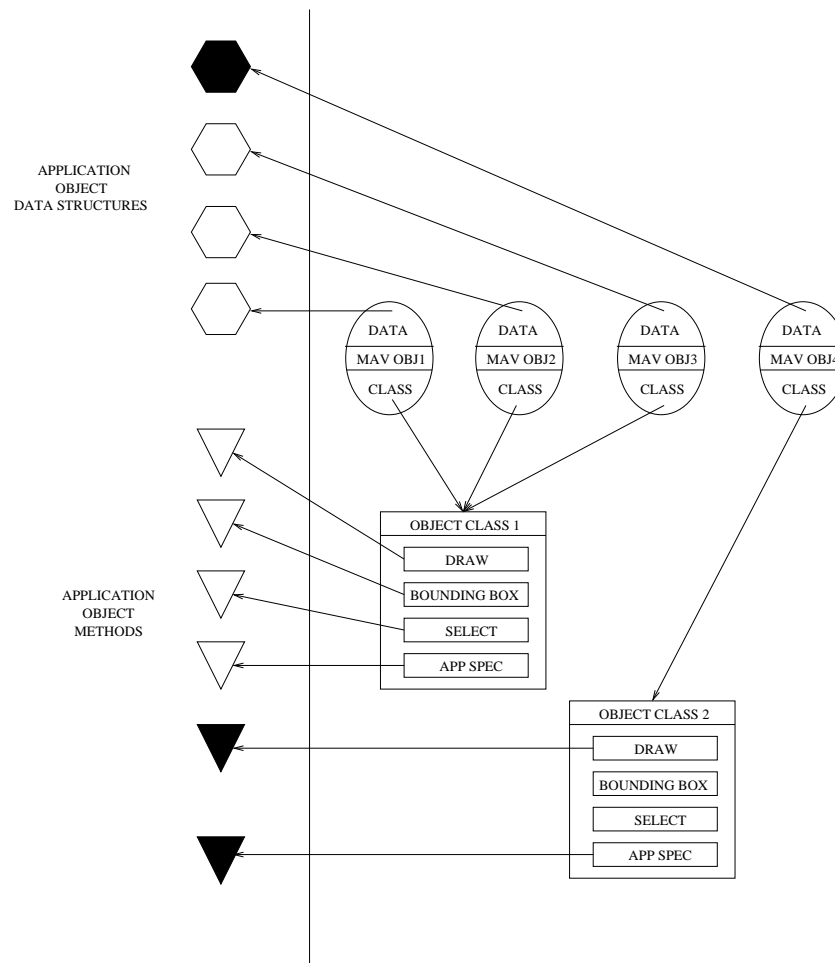 APPLICATION
OBJECT
DATA STRUCTURES
DATA
MAV OBJ1
CLASS
DATA
MAV OBJ2
CLASS
DATA
MAV OBJ3
CLASS
DATA
MAV OBJ4
CLASS
APPLICATION
OBJECT
METHODS
OBJECT CLASS 1
DRAW
BOUNDING BOX
SELECT
APP SPEC
OBJECT CLASS 2
DRAW
BOUNDING BOX
SELECT
APP SPEC